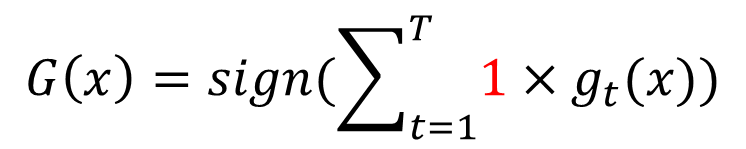 G(x) = sign(∑_{t=1}^{T} 1 × g_t(x))